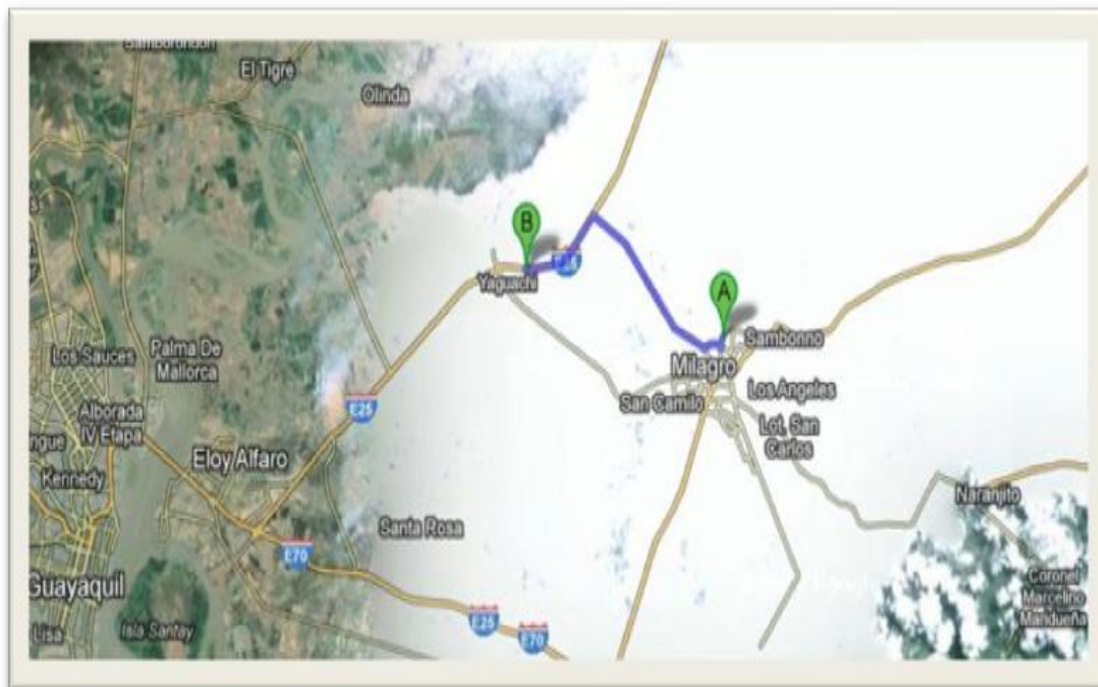 Samborondon
El Tigre
Olinda
B
Yaguachi
A
Sambonno
Milagro
Los Angeles
San Camilo
Lot. San
Carlos
Los Sauces
Palma De
Mallorca
Alborada
IV Etapa
E25
ngue
Kennedy
Eloy Alfaro
Naranjito
Santa Rosa
E70
Guayaquil
Coronel
Marcelino
Maridueña
Lisa
Isla Santay
E25
E70